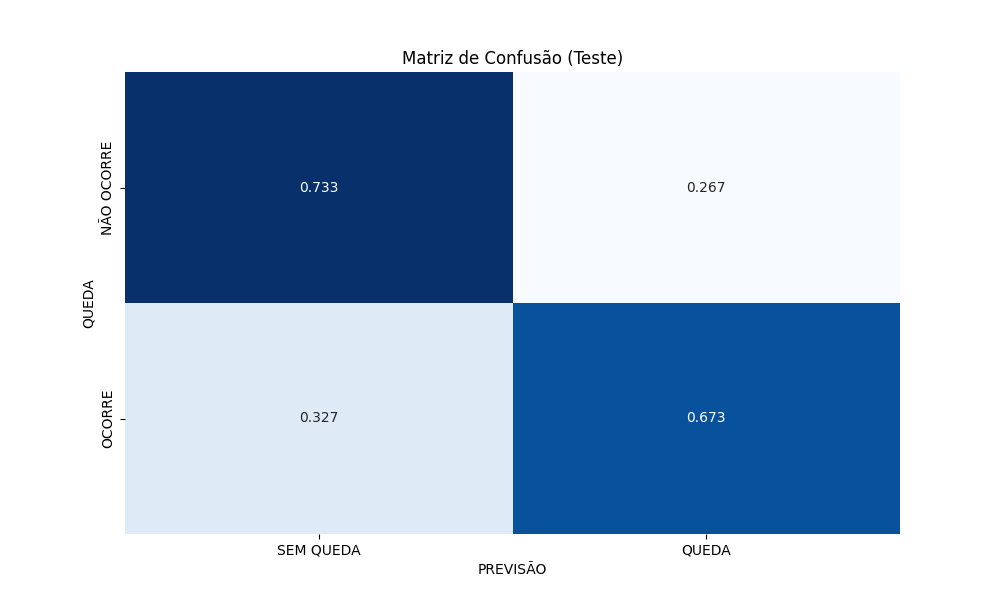 Matriz de Confusão (Teste)
QUEDA
NÃO OCORRE
0.733
0.267
OCORRE
0.327
0.673
SEM QUEDA
QUEDA
PREVISÃO